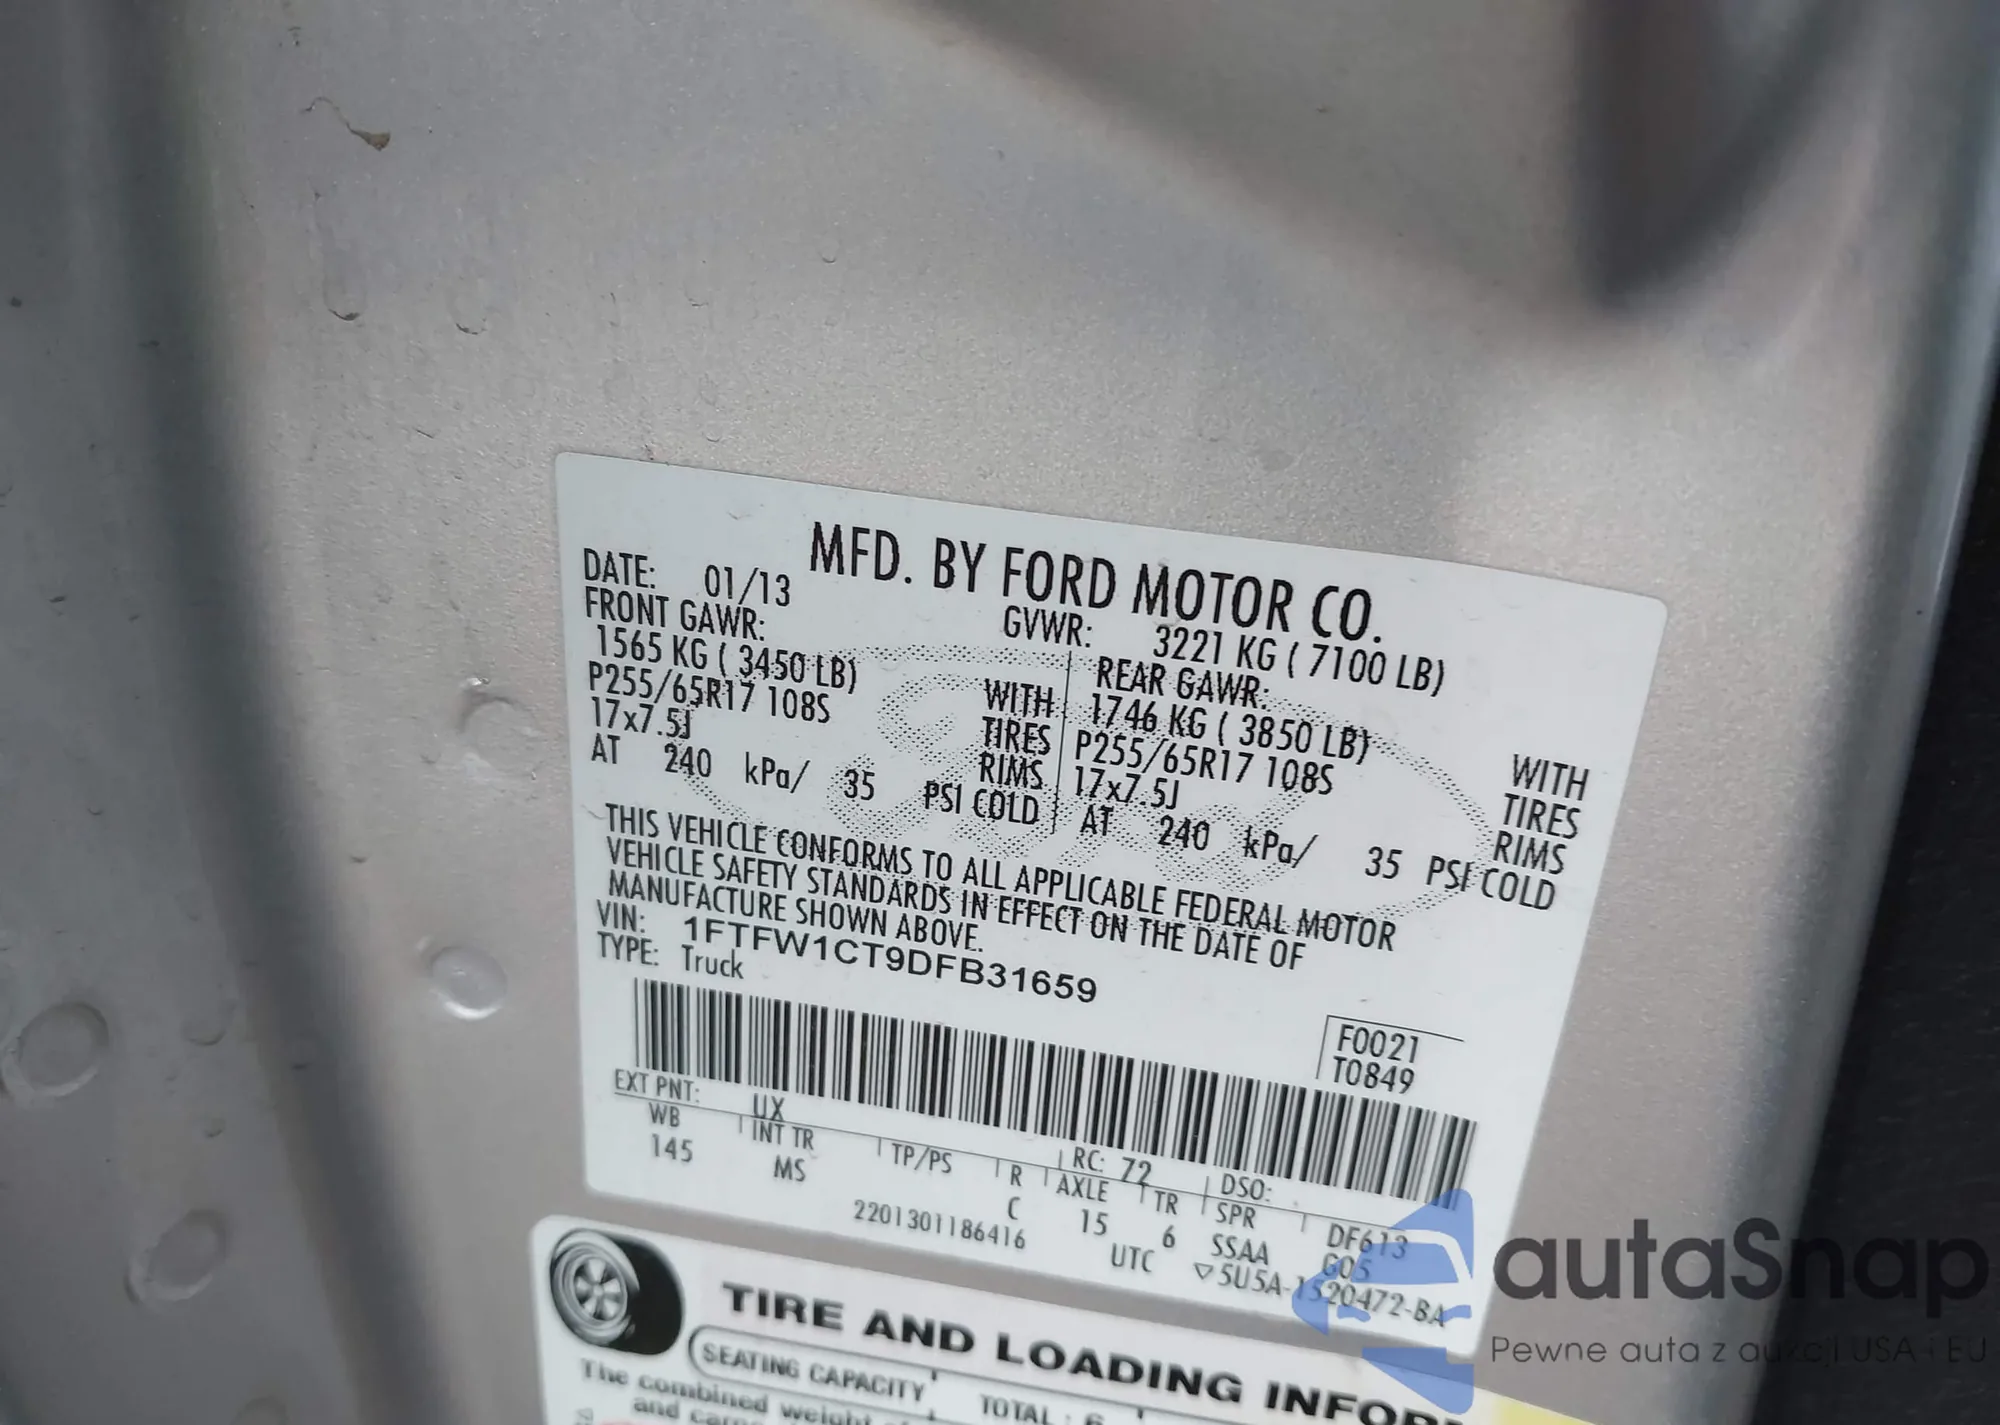 MFD. BY FORD MOTOR CO.
DATE: 01/13
GVWR: 3221 KG ( 7100 LB)
FRONT GAWR:
1565 KG ( 3450 LB) WITH
P255/65R17 108S TIRES
17x7.5J RIMS
AT 240 kPa/ 35 PSI COLD
REAR GAWR:
1746 KG ( 3850 LB) WITH
P255/65R17 108S TIRES
17x7.5J RIMS
AT 240 kPa/ 35 PSI COLD
THIS VEHICLE CONFORMS TO ALL APPLICABLE FEDERAL MOTOR
VEHICLE SAFETY STANDARDS IN EFFECT ON THE DATE OF
MANUFACTURE SHOWN ABOVE.
VIN: 1FTFW1CT9DFB31659
TYPE: Truck
F0021
T0849
EXT PNT: UX RC: 72 DSO:
WB INT TR TP/PS R AXLE TR SPR DF613
145 MS C 15 6 SSAA G05
2201301186416 UTC ▽5U5A-1520472-BA
TIRE AND LOADING
SEATING CAPACITY TOTAL : 6
The combined weight
and
autaSnap
Pewne auta z aukcji USA i EU